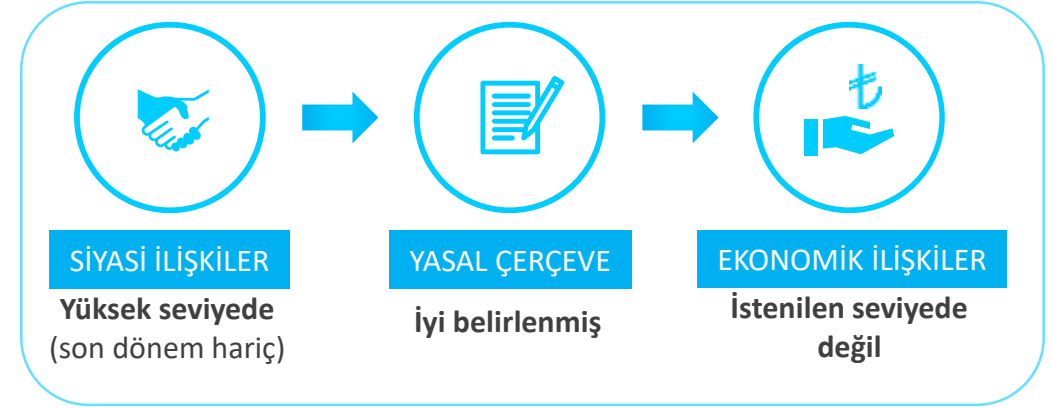 SİYASİ İLİŞKİLER
Yüksek seviyede
(son dönem hariç)
YASAL ÇERÇEVE
İyi belirlenmiş
EKONOMİK İLİŞKİLER
İstenilen seviyede
değil